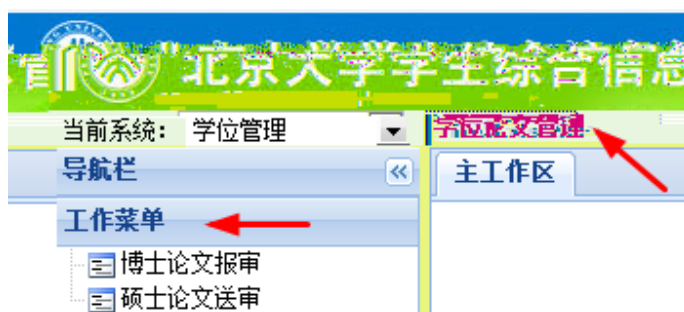 北京大学学生综合信息
当前系统： 学位管理 学位论文管理
导航栏 主工作区
工作菜单
博士论文报审
硕士论文送审